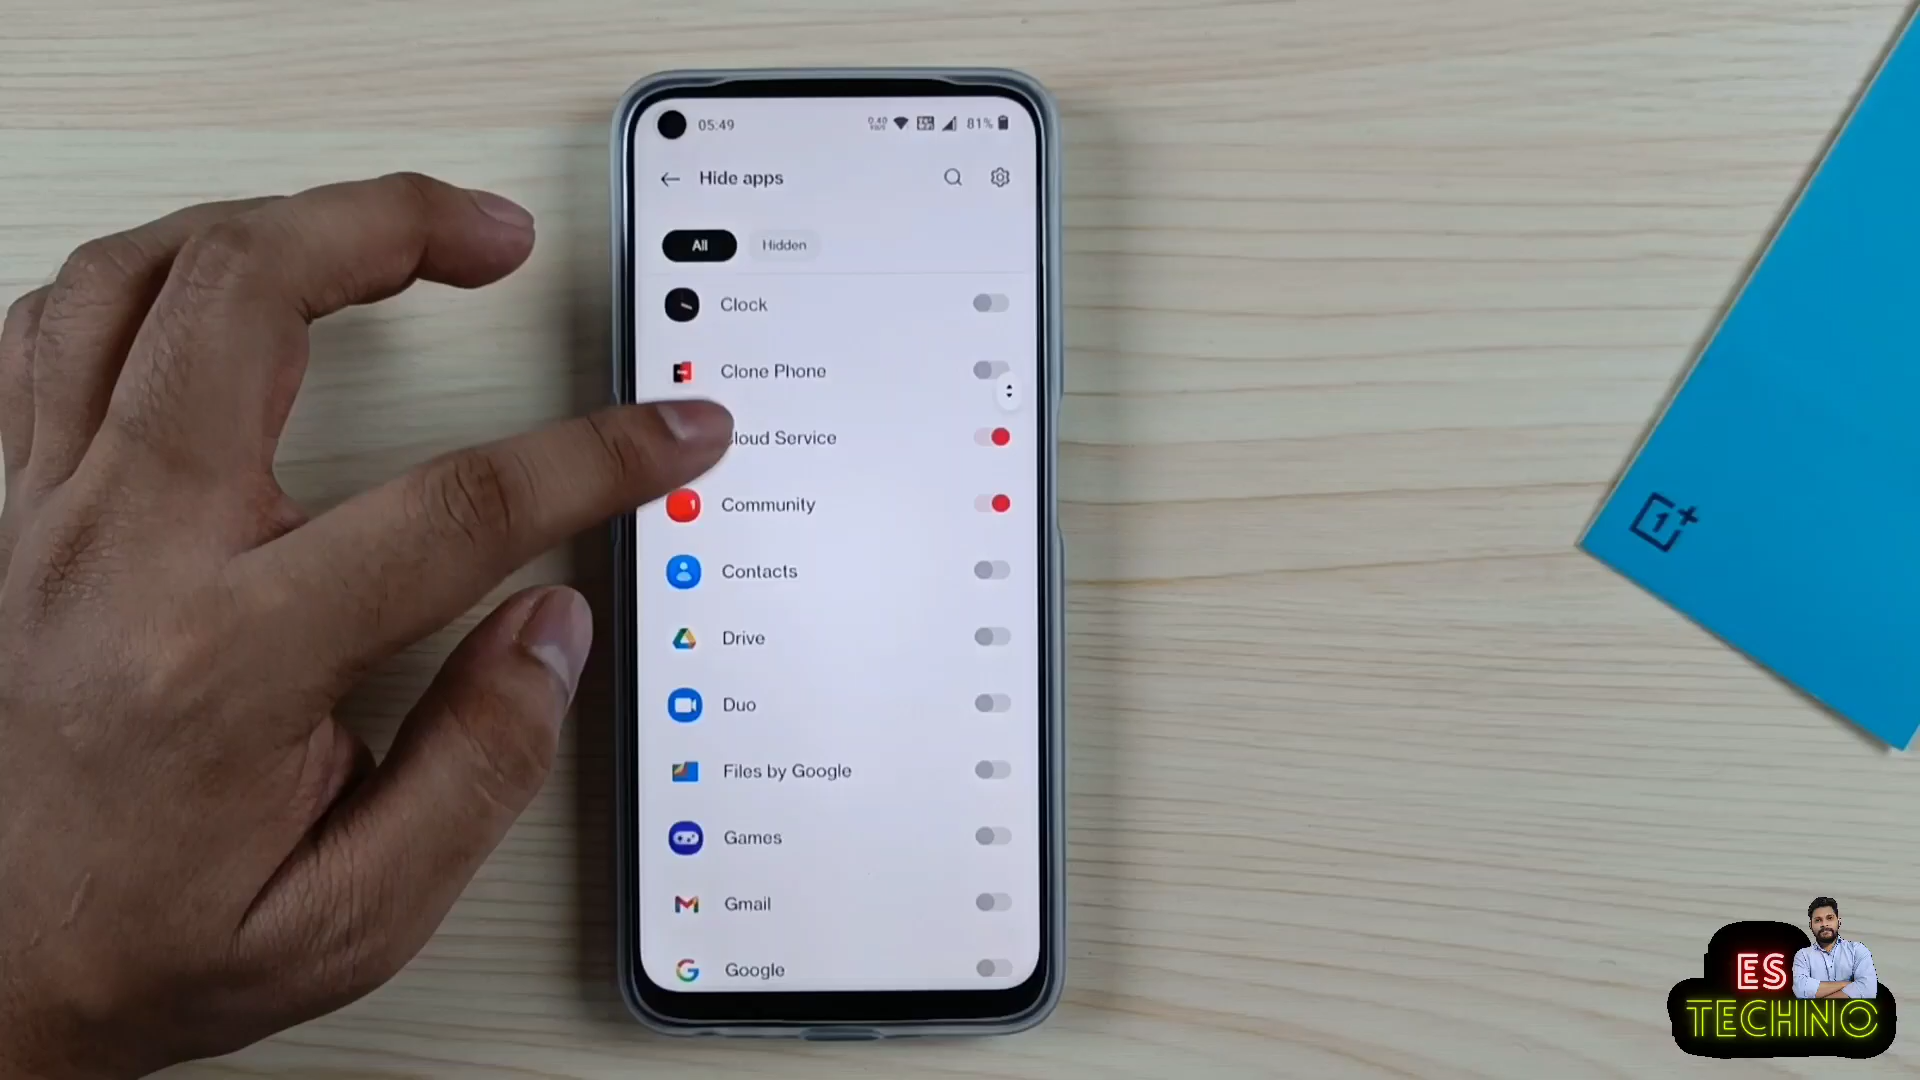 05:49
81%
Hide apps
All
Hidden
Clock
Clone Phone
loud Service
Community
Contacts
Drive
Duo
Files by Google
Games
Gmail
Google
1+
ES
TECHNO